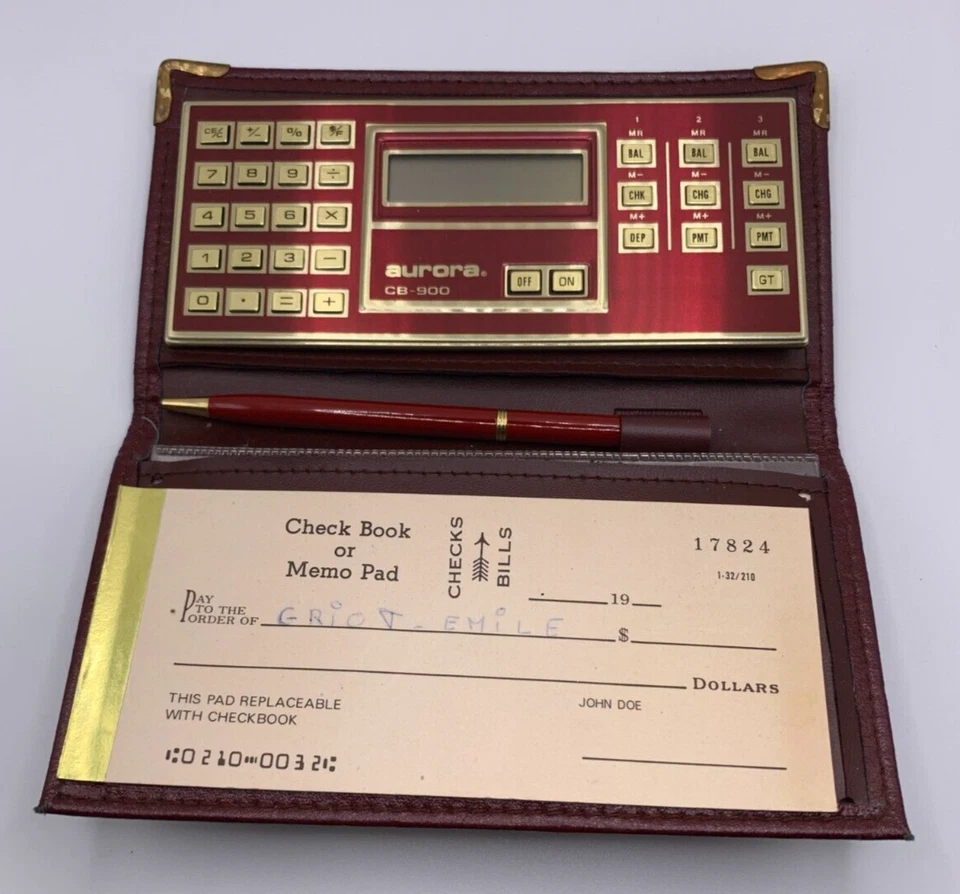 CE/C +/- % B/F
7 8 9 ÷
4 5 6 X
1 2 3 −
0 . = +
aurora®
CB-900
OFF ON
1 2 3
MR MR MR
BAL BAL BAL
M- M- M-
CHK CHG CHG
M+ M+ M+
DEP PMT PMT
GT
Check Book
or
Memo Pad
CHECKS
BILLS
17824
1-32/210
19
PAY
TO THE
ORDER OF GRIOT-EMILE $
DOLLARS
THIS PAD REPLACEABLE
WITH CHECKBOOK
JOHN DOE
⑆0210⑉0032⑆